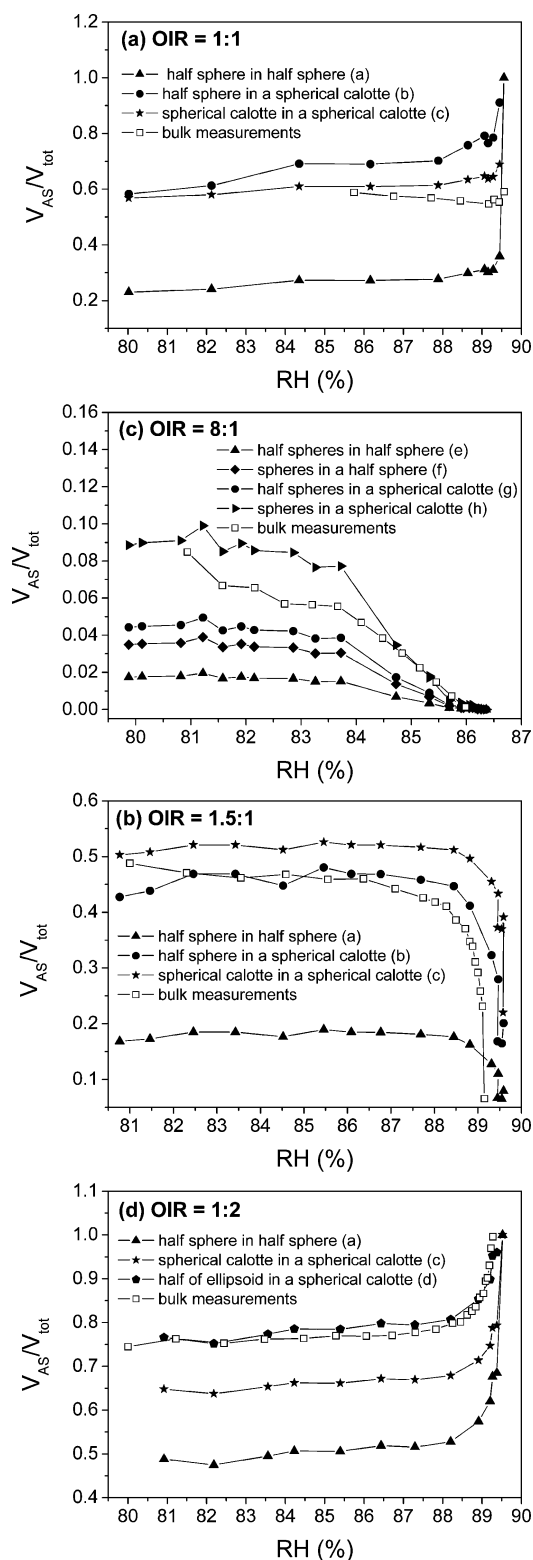 (a) OIR = 1:1
half sphere in half sphere (a)
half sphere in a spherical calotte (b)
spherical calotte in a spherical calotte (c)
bulk measurements
1.0
0.8
0.6
0.4
0.2
V_AS/V_tot
80 81 82 83 84 85 86 87 88 89 90
RH (%)
(c) OIR = 8:1
half spheres in half sphere (e)
spheres in a half sphere (f)
half spheres in a spherical calotte (g)
spheres in a spherical calotte (h)
bulk measurements
0.16
0.14
0.12
0.10
0.08
0.06
0.04
0.02
0.00
V_AS/V_tot
80 81 82 83 84 85 86 87
RH (%)
(b) OIR = 1.5:1
half sphere in half sphere (a)
half sphere in a spherical calotte (b)
spherical calotte in a spherical calotte (c)
bulk measurements
0.6
0.5
0.4
0.3
0.2
0.1
V_AS/V_tot
81 82 83 84 85 86 87 88 89 90
RH (%)
(d) OIR = 1:2
half sphere in half sphere (a)
spherical calotte in a spherical calotte (c)
half of ellipsoid in a spherical calotte (d)
bulk measurements
1.1
1.0
0.9
0.8
0.7
0.6
0.5
0.4
V_AS/V_tot
80 81 82 83 84 85 86 87 88 89 90
RH (%)